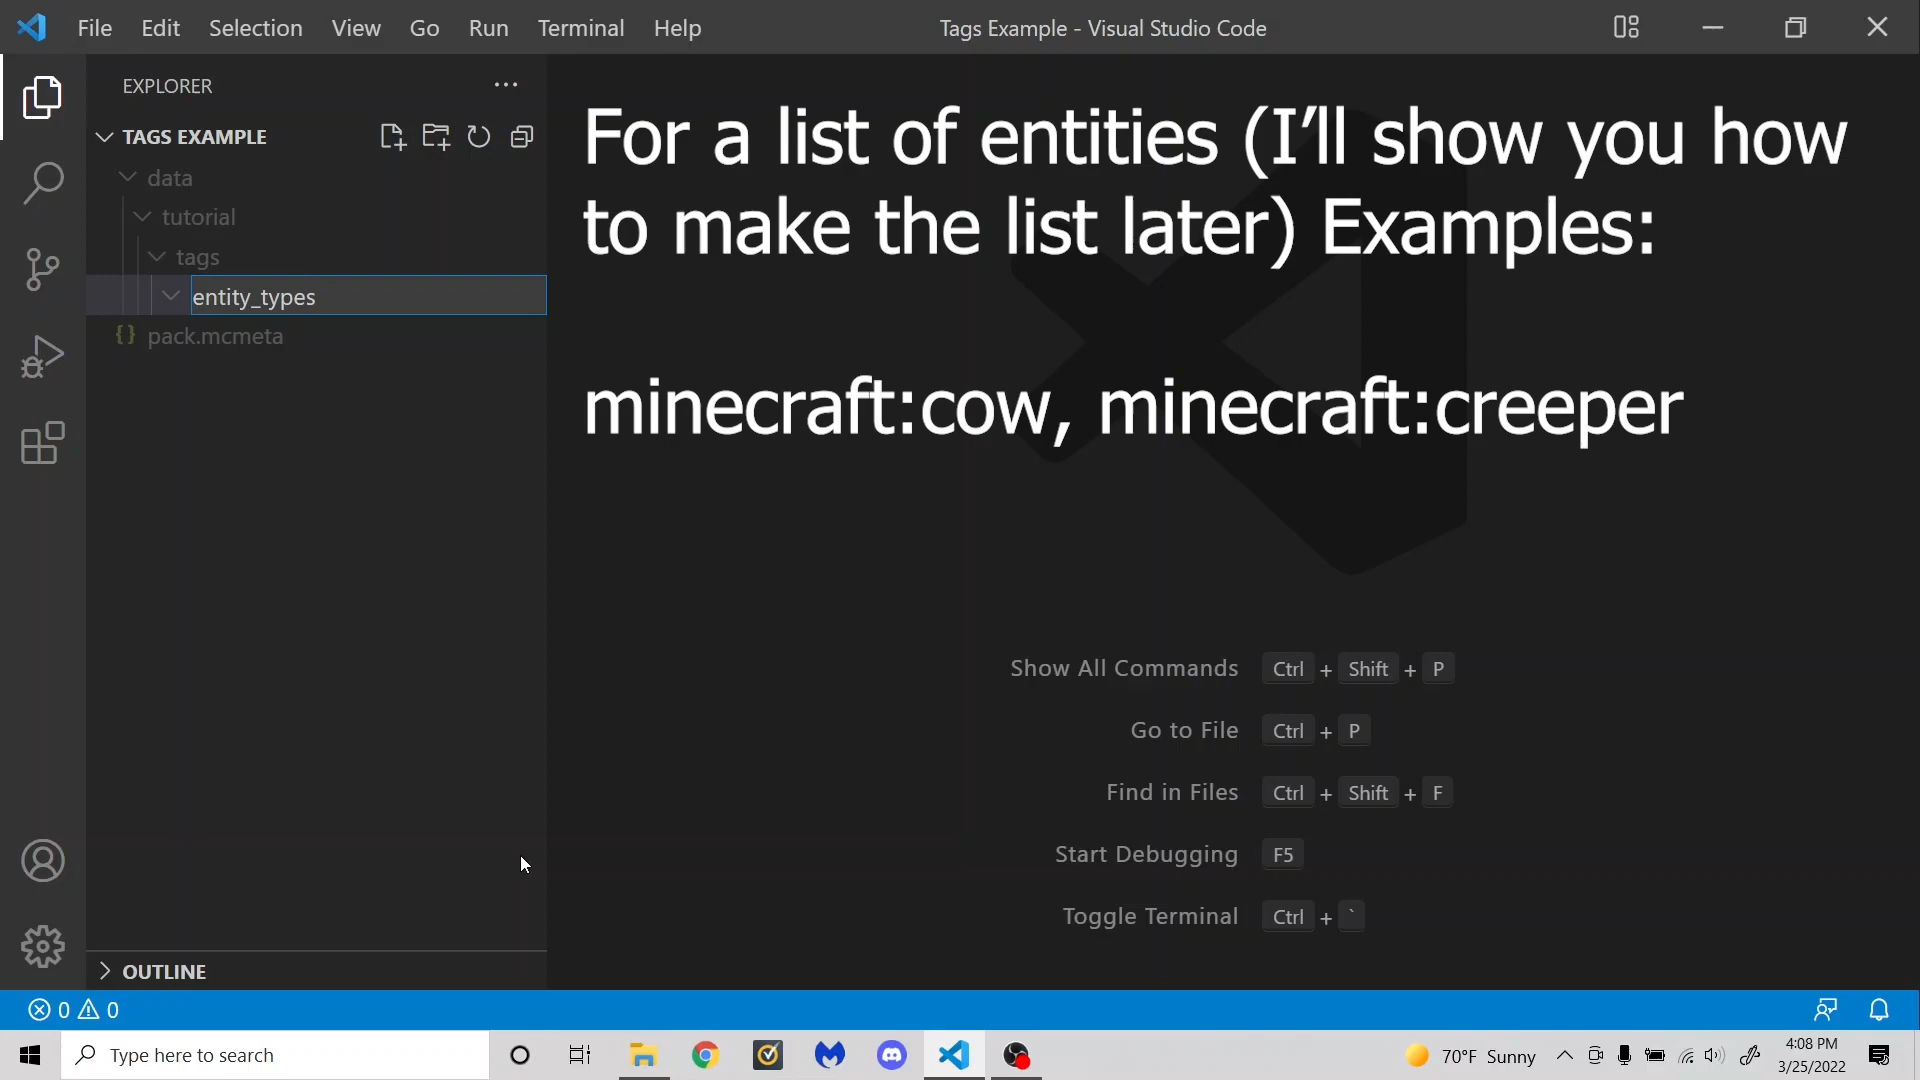 File Edit Selection View Go Run Terminal Help
Tags Example - Visual Studio Code
EXPLORER
TAGS EXAMPLE
data
tutorial
tags
entity_types
pack.mcmeta
For a list of entities (I'll show you how
to make the list later) Examples:
minecraft:cow, minecraft:creeper
Show All Commands Ctrl + Shift + P
Go to File Ctrl + P
Find in Files Ctrl + Shift + F
Start Debugging F5
Toggle Terminal Ctrl + `
OUTLINE
0 0
Type here to search
70°F Sunny
4:08 PM
3/25/2022